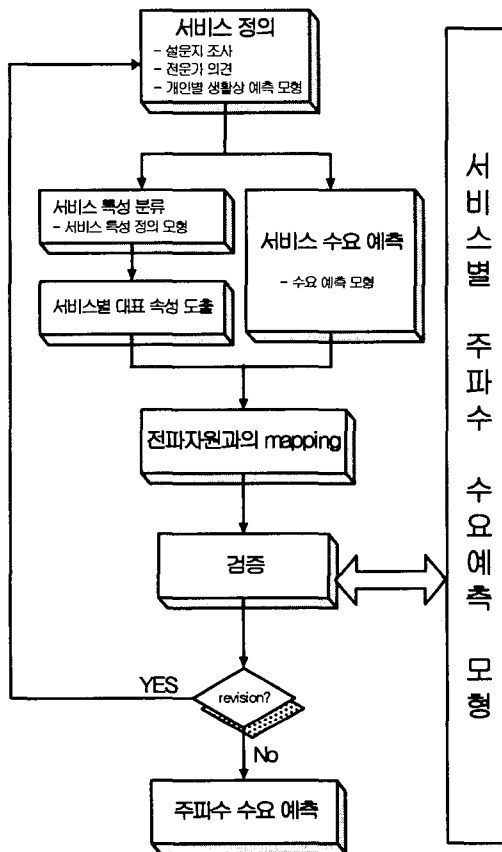 서비스 정의
- 설문지 조사
- 전문가 의견
- 개인별 생활상 예측 모형
서비스 특성 분류
- 서비스 특성 정의 모형
서비스별 대표 속성 도출
서비스 수요 예측
- 수요 예측 모형
전파자원과의 mapping
검증
revision?
YES
No
주파수 수요 예측
서비스별 주파수 수요예측 모형